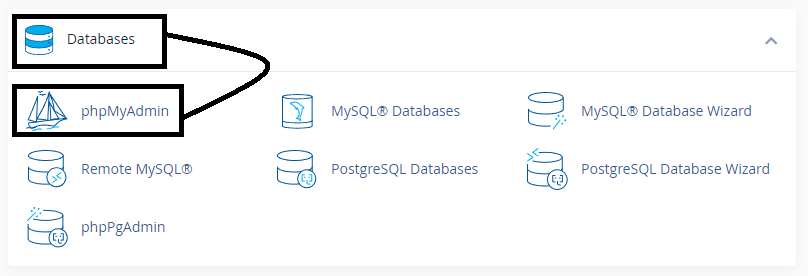 Databases
phpMyAdmin
MySQL® Databases
MySQL® Database Wizard
Remote MySQL®
PostgreSQL Databases
PostgreSQL Database Wizard
phpPgAdmin